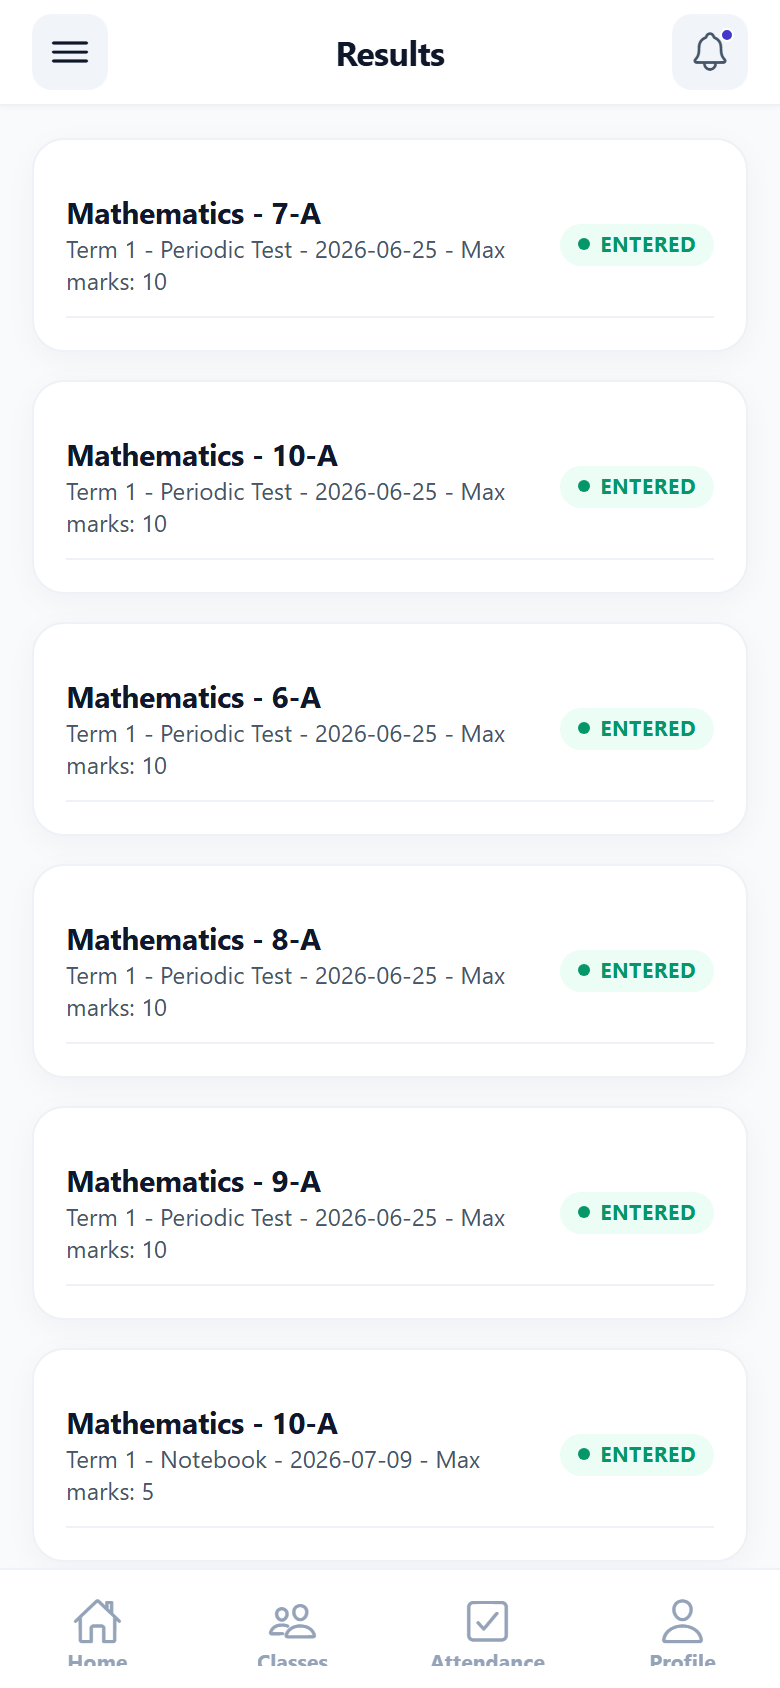 Results
Mathematics - 7-A
Term 1 - Periodic Test - 2026-06-25 - Max
marks: 10
ENTERED
Mathematics - 10-A
Term 1 - Periodic Test - 2026-06-25 - Max
marks: 10
ENTERED
Mathematics - 6-A
Term 1 - Periodic Test - 2026-06-25 - Max
marks: 10
ENTERED
Mathematics - 8-A
Term 1 - Periodic Test - 2026-06-25 - Max
marks: 10
ENTERED
Mathematics - 9-A
Term 1 - Periodic Test - 2026-06-25 - Max
marks: 10
ENTERED
Mathematics - 10-A
Term 1 - Notebook - 2026-07-09 - Max
marks: 5
ENTERED
Home
Classes
Attendance
Profile